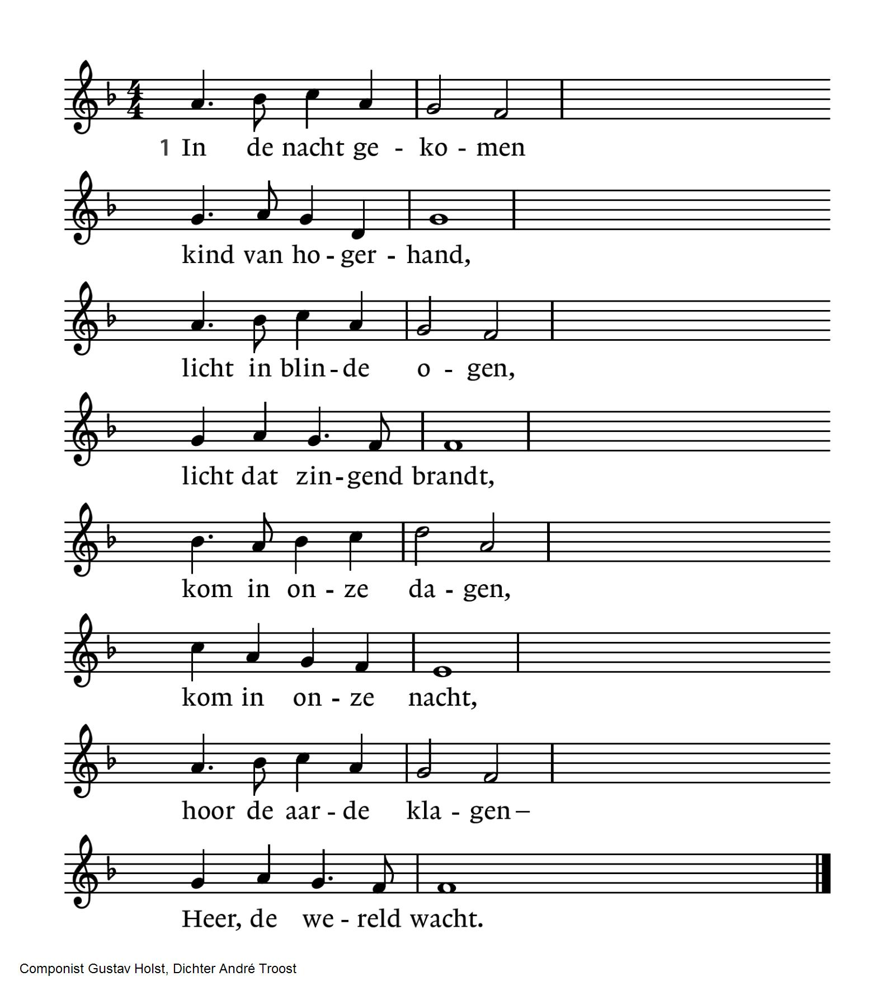 1 In de nacht ge - ko - men
kind van ho - ger - hand,
licht in blin - de o - gen,
licht dat zin - gend brandt,
kom in on - ze da - gen,
kom in on - ze nacht,
hoor de aar - de kla - gen –
Heer, de we - reld wacht.
Componist Gustav Holst, Dichter André Troost